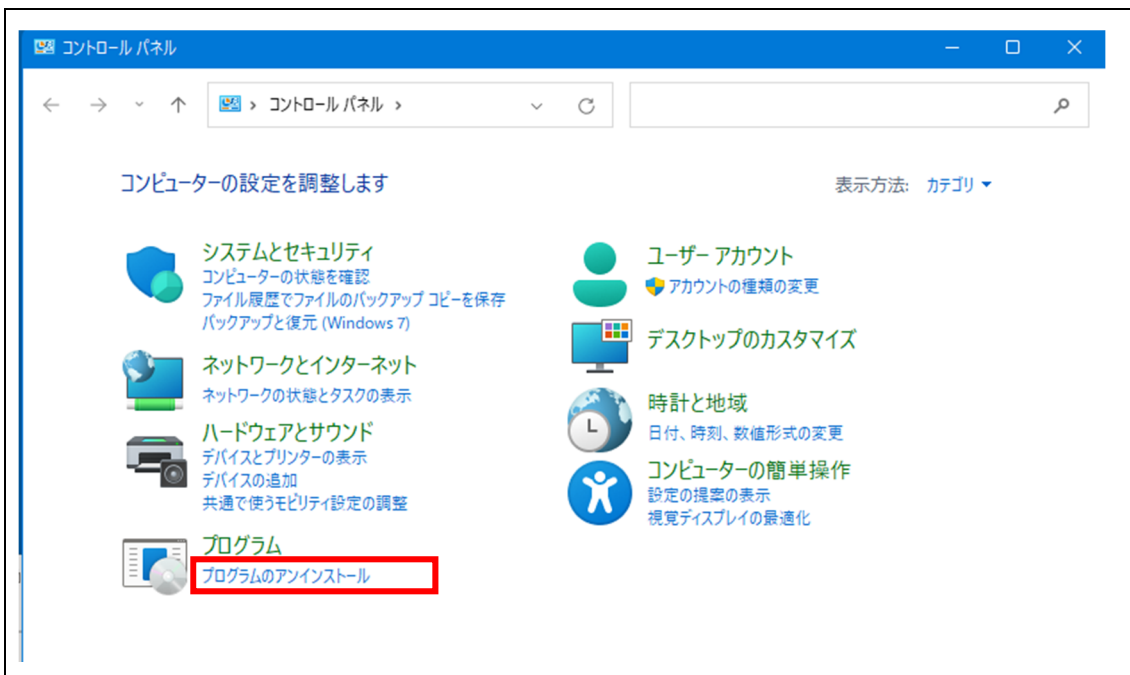 コントロール パネル
コントロール パネル
コンピューターの設定を調整します
表示方法: カテゴリ
システムとセキュリティ
コンピューターの状態を確認
ファイル履歴でファイルのバックアップ コピーを保存
バックアップと復元 (Windows 7)
ネットワークとインターネット
ネットワークの状態とタスクの表示
ハードウェアとサウンド
デバイスとプリンターの表示
デバイスの追加
共通で使うモビリティ設定の調整
プログラム
プログラムのアンインストール
ユーザー アカウント
アカウントの種類の変更
デスクトップのカスタマイズ
時計と地域
日付、時刻、数値形式の変更
コンピューターの簡単操作
設定の提案の表示
視覚ディスプレイの最適化